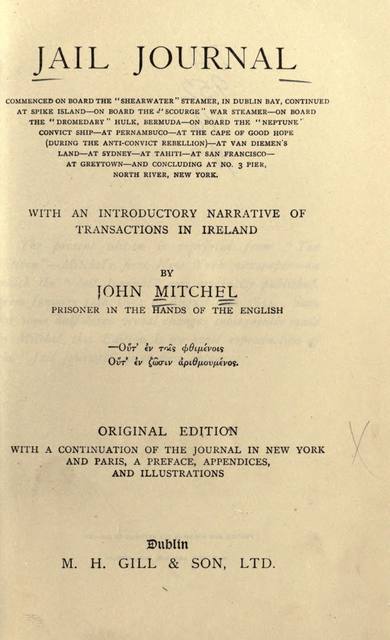 JAIL JOURNAL
COMMENCED ON BOARD THE "SHEARWATER" STEAMER, IN DUBLIN BAY, CONTINUED
AT SPIKE ISLAND—ON BOARD THE "SCOURGE" WAR STEAMER—ON BOARD
THE "DROMEDARY" HULK, BERMUDA—ON BOARD THE "NEPTUNE"
CONVICT SHIP—AT PERNAMBUCO—AT THE CAPE OF GOOD HOPE
(DURING THE ANTI-CONVICT REBELLION)—AT VAN DIEMEN'S
LAND—AT SYDNEY—AT TAHITI—AT SAN FRANCISCO—
AT GREYTOWN—AND CONCLUDING AT NO. 3 PIER,
NORTH RIVER, NEW YORK.
WITH AN INTRODUCTORY NARRATIVE OF
TRANSACTIONS IN IRELAND
BY
JOHN MITCHEL
PRISONER IN THE HANDS OF THE ENGLISH
—Οὔτ' ἐν τοῖς φθιμένοις
Οὔτ' ἐν ζῶσιν ἀριθμουμένος.
ORIGINAL EDITION
WITH A CONTINUATION OF THE JOURNAL IN NEW YORK
AND PARIS, A PREFACE, APPENDICES,
AND ILLUSTRATIONS
Dublin
M. H. GILL & SON, LTD.